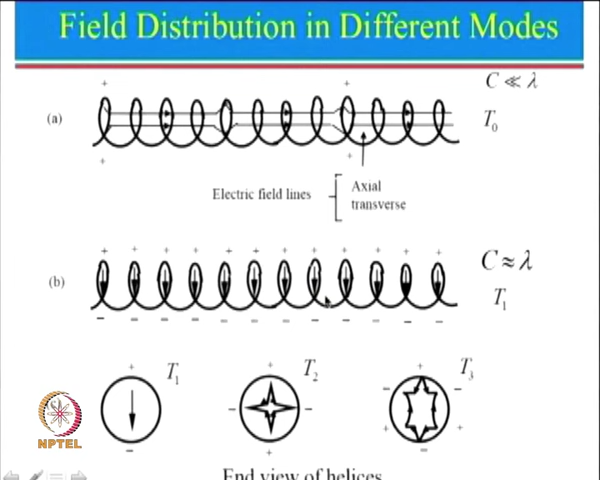 Field Distribution in Different Modes
+ +
C ≪ λ
(a)
T₀
+ +
Electric field lines
Axial
transverse
+ + + + + + + + + + + +
C ≈ λ
(b)
T₁
− − − − − − − − − − − −
+ T₁ + T₂ + T₃
− −
− −
+ +
− + −
NPTEL
End view of helices